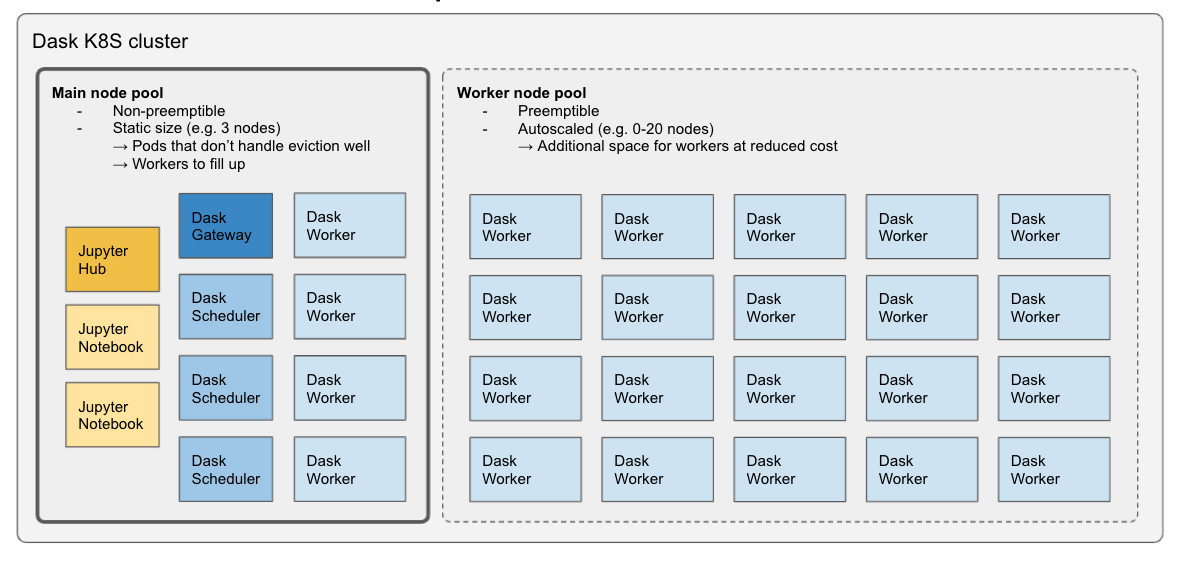 Dask K8S cluster
Main node pool
- Non-preemptible
- Static size (e.g. 3 nodes)
→ Pods that don’t handle eviction well
→ Workers to fill up
Jupyter
Hub
Jupyter
Notebook
Jupyter
Notebook
Dask
Gateway
Dask
Scheduler
Dask
Scheduler
Dask
Scheduler
Dask
Worker
Dask
Worker
Dask
Worker
Dask
Worker
Worker node pool
- Preemptible
- Autoscaled (e.g. 0-20 nodes)
→ Additional space for workers at reduced cost
Dask
Worker
Dask
Worker
Dask
Worker
Dask
Worker
Dask
Worker
Dask
Worker
Dask
Worker
Dask
Worker
Dask
Worker
Dask
Worker
Dask
Worker
Dask
Worker
Dask
Worker
Dask
Worker
Dask
Worker
Dask
Worker
Dask
Worker
Dask
Worker
Dask
Worker
Dask
Worker